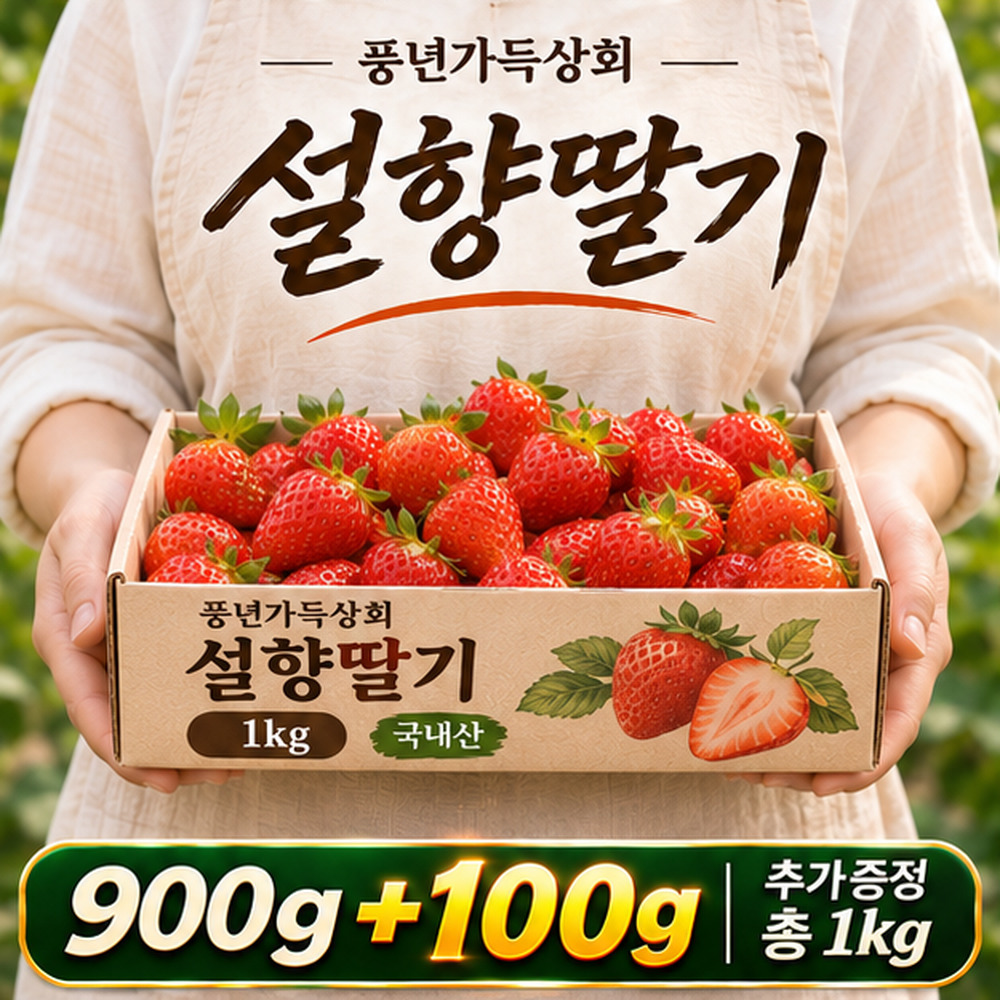 풍년가득상회
설향딸기
풍년가득상회
설향딸기
1kg 국내산
900g+100g
추가증정
총 1kg